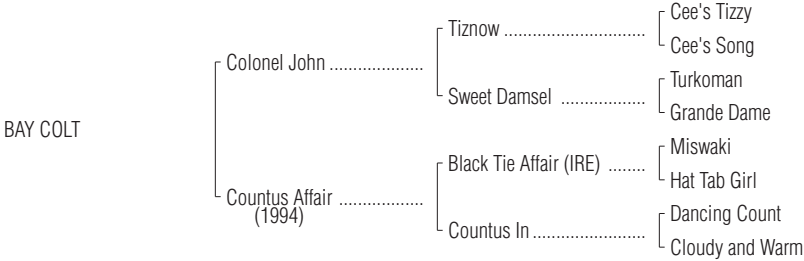 Cee's Tizzy
Tiznow ..............................
Cee's Song
Colonel John ....................
Turkoman
Sweet Damsel ..................
Grande Dame
BAY COLT
Miswaki
Black Tie Affair (IRE) ........
Hat Tab Girl
Countus Affair ..................
(1994)
Dancing Count
Countus In........................
Cloudy and Warm